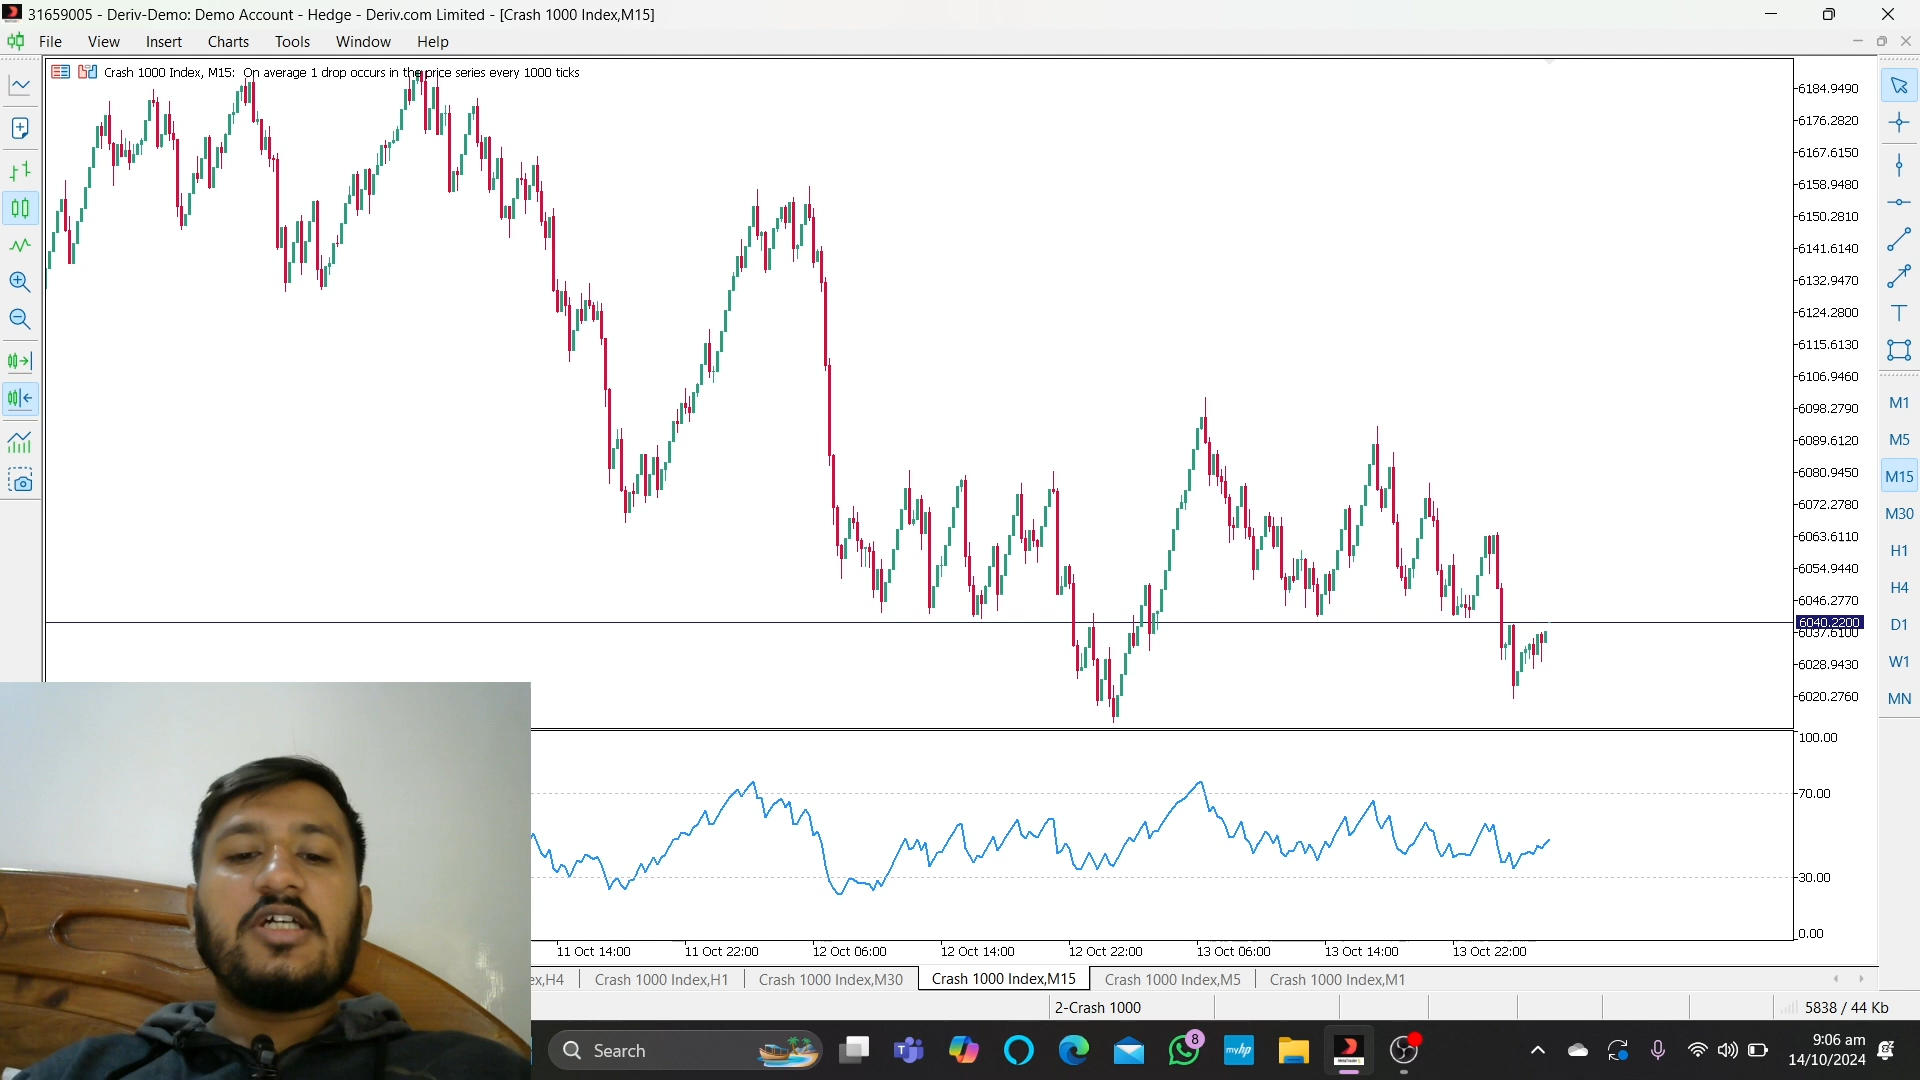 31659005 - Deriv-Demo: Demo Account - Hedge - Deriv.com Limited - [Crash 1000 Index,M15]
File View Insert Charts Tools Window Help
Crash 1000 Index, M15: On average 1 drop occurs in the price series every 1000 ticks
6184.9490
6176.2820
6167.6150
6158.9480
6150.2810
6141.6140
6132.9470
6124.2800
6115.6130
6106.9460
6098.2790
6089.6120
6080.9450
6072.2780
6063.6110
6054.9440
6046.2770
6040.2200
6037.6100
6028.9430
6020.2760
T
M1
M5
M15
M30
H1
H4
D1
W1
MN
100.00
70.00
30.00
0.00
11 Oct 14:00 11 Oct 22:00 12 Oct 06:00 12 Oct 14:00 12 Oct 22:00 13 Oct 06:00 13 Oct 14:00 13 Oct 22:00
ex,H4 Crash 1000 Index,H1 Crash 1000 Index,M30 Crash 1000 Index,M15 Crash 1000 Index,M5 Crash 1000 Index,M1
2-Crash 1000 5838 / 44 Kb
Search
8
myhp
9:06 am
14/10/2024